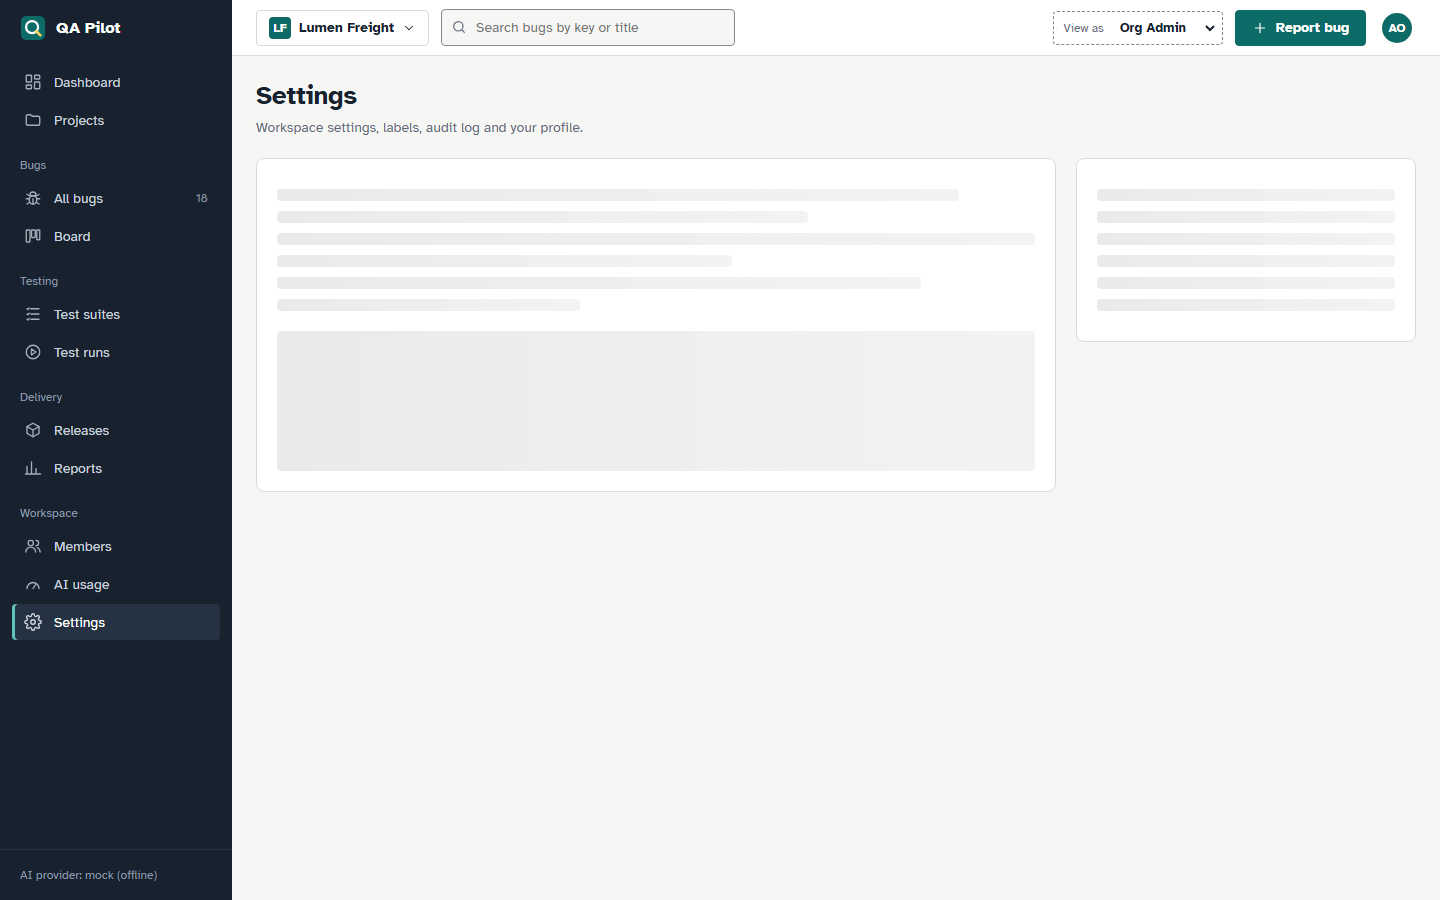 QA Pilot
Dashboard
Projects
Bugs
All bugs 18
Board
Testing
Test suites
Test runs
Delivery
Releases
Reports
Workspace
Members
AI usage
Settings
AI provider: mock (offline)
LF Lumen Freight
Search bugs by key or title
View as Org Admin
Report bug
AO
Settings
Workspace settings, labels, audit log and your profile.